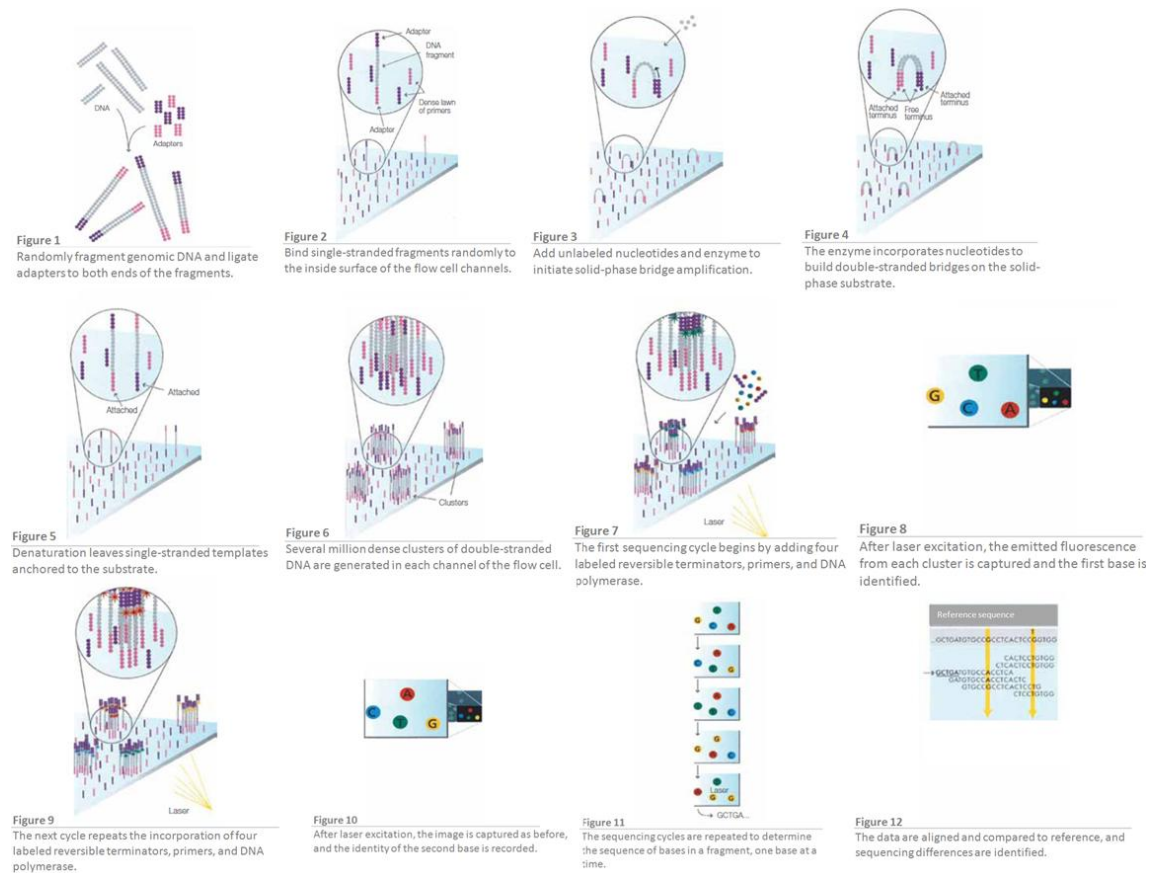 DNA
Adapters
Figure 1
Randomly fragment genomic DNA and ligate
adapters to both ends of the fragments.
Adapter
DNA
fragment
Dense lawn
of primers
Adapter
Figure 2
Bind single-stranded fragments randomly to
the inside surface of the flow cell channels.
Figure 3
Add unlabeled nucleotides and enzyme to
initiate solid-phase bridge amplification.
Attached
terminus
Free
terminus
Attached
terminus
Figure 4
The enzyme incorporates nucleotides to
build double-stranded bridges on the solid-
phase substrate.
Attached
Attached
Figure 5
Denaturation leaves single-stranded templates
anchored to the substrate.
Clusters
Figure 6
Several million dense clusters of double-stranded
DNA are generated in each channel of the flow cell.
Laser
Figure 7
The first sequencing cycle begins by adding four
labeled reversible terminators, primers, and DNA
polymerase.
T
G
C
A
Figure 8
After laser excitation, the emitted fluorescence
from each cluster is captured and the first base is
identified.
Laser
Figure 9
The next cycle repeats the incorporation of four
labeled reversible terminators, primers, and DNA
polymerase.
A
C
T
G
Figure 10
After laser excitation, the image is captured as before,
and the identity of the second base is recorded.
Laser
GCTGA...
Figure 11
The sequencing cycles are repeated to determine
the sequence of bases in a fragment, one base at a
time.
Reference sequence
...GCTGATGTGCCGCCTCACTCCGGTGG
CACTCCTGTGG
CTCACTCCTGTGG
GCTGATGTGCCACCTCA
GATGTGCCACCTCACTC
GTGCCGCCTCACTCCTG
CTCCTGTGG
Figure 12
The data are aligned and compared to reference, and
sequencing differences are identified.